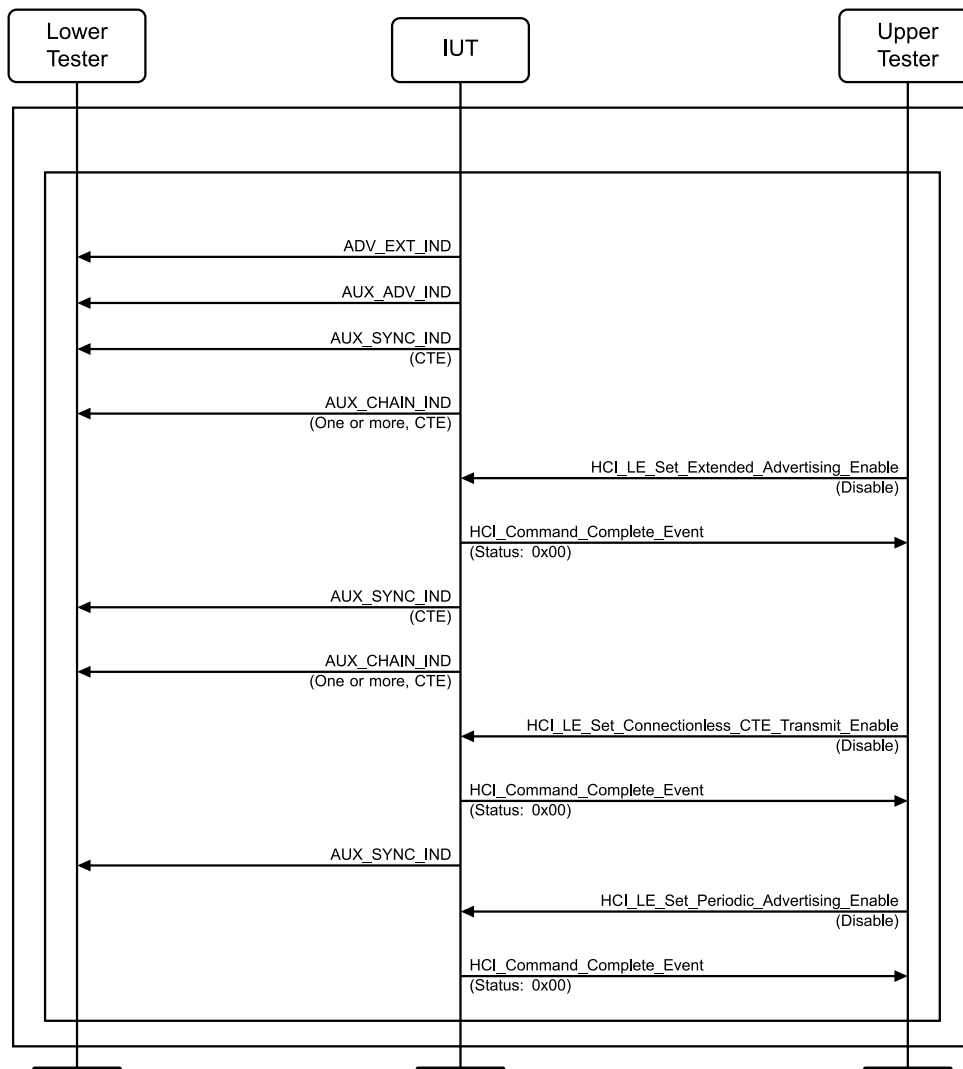 Lower
Tester
IUT
Upper
Tester
ADV_EXT_IND
AUX_ADV_IND
AUX_SYNC_IND
(CTE)
AUX_CHAIN_IND
(One or more, CTE)
HCI_LE_Set_Extended_Advertising_Enable
(Disable)
HCI_Command_Complete_Event
(Status: 0x00)
AUX_SYNC_IND
(CTE)
AUX_CHAIN_IND
(One or more, CTE)
HCI_LE_Set_Connectionless_CTE_Transmit_Enable
(Disable)
HCI_Command_Complete_Event
(Status: 0x00)
AUX_SYNC_IND
HCI_LE_Set_Periodic_Advertising_Enable
(Disable)
HCI_Command_Complete_Event
(Status: 0x00)